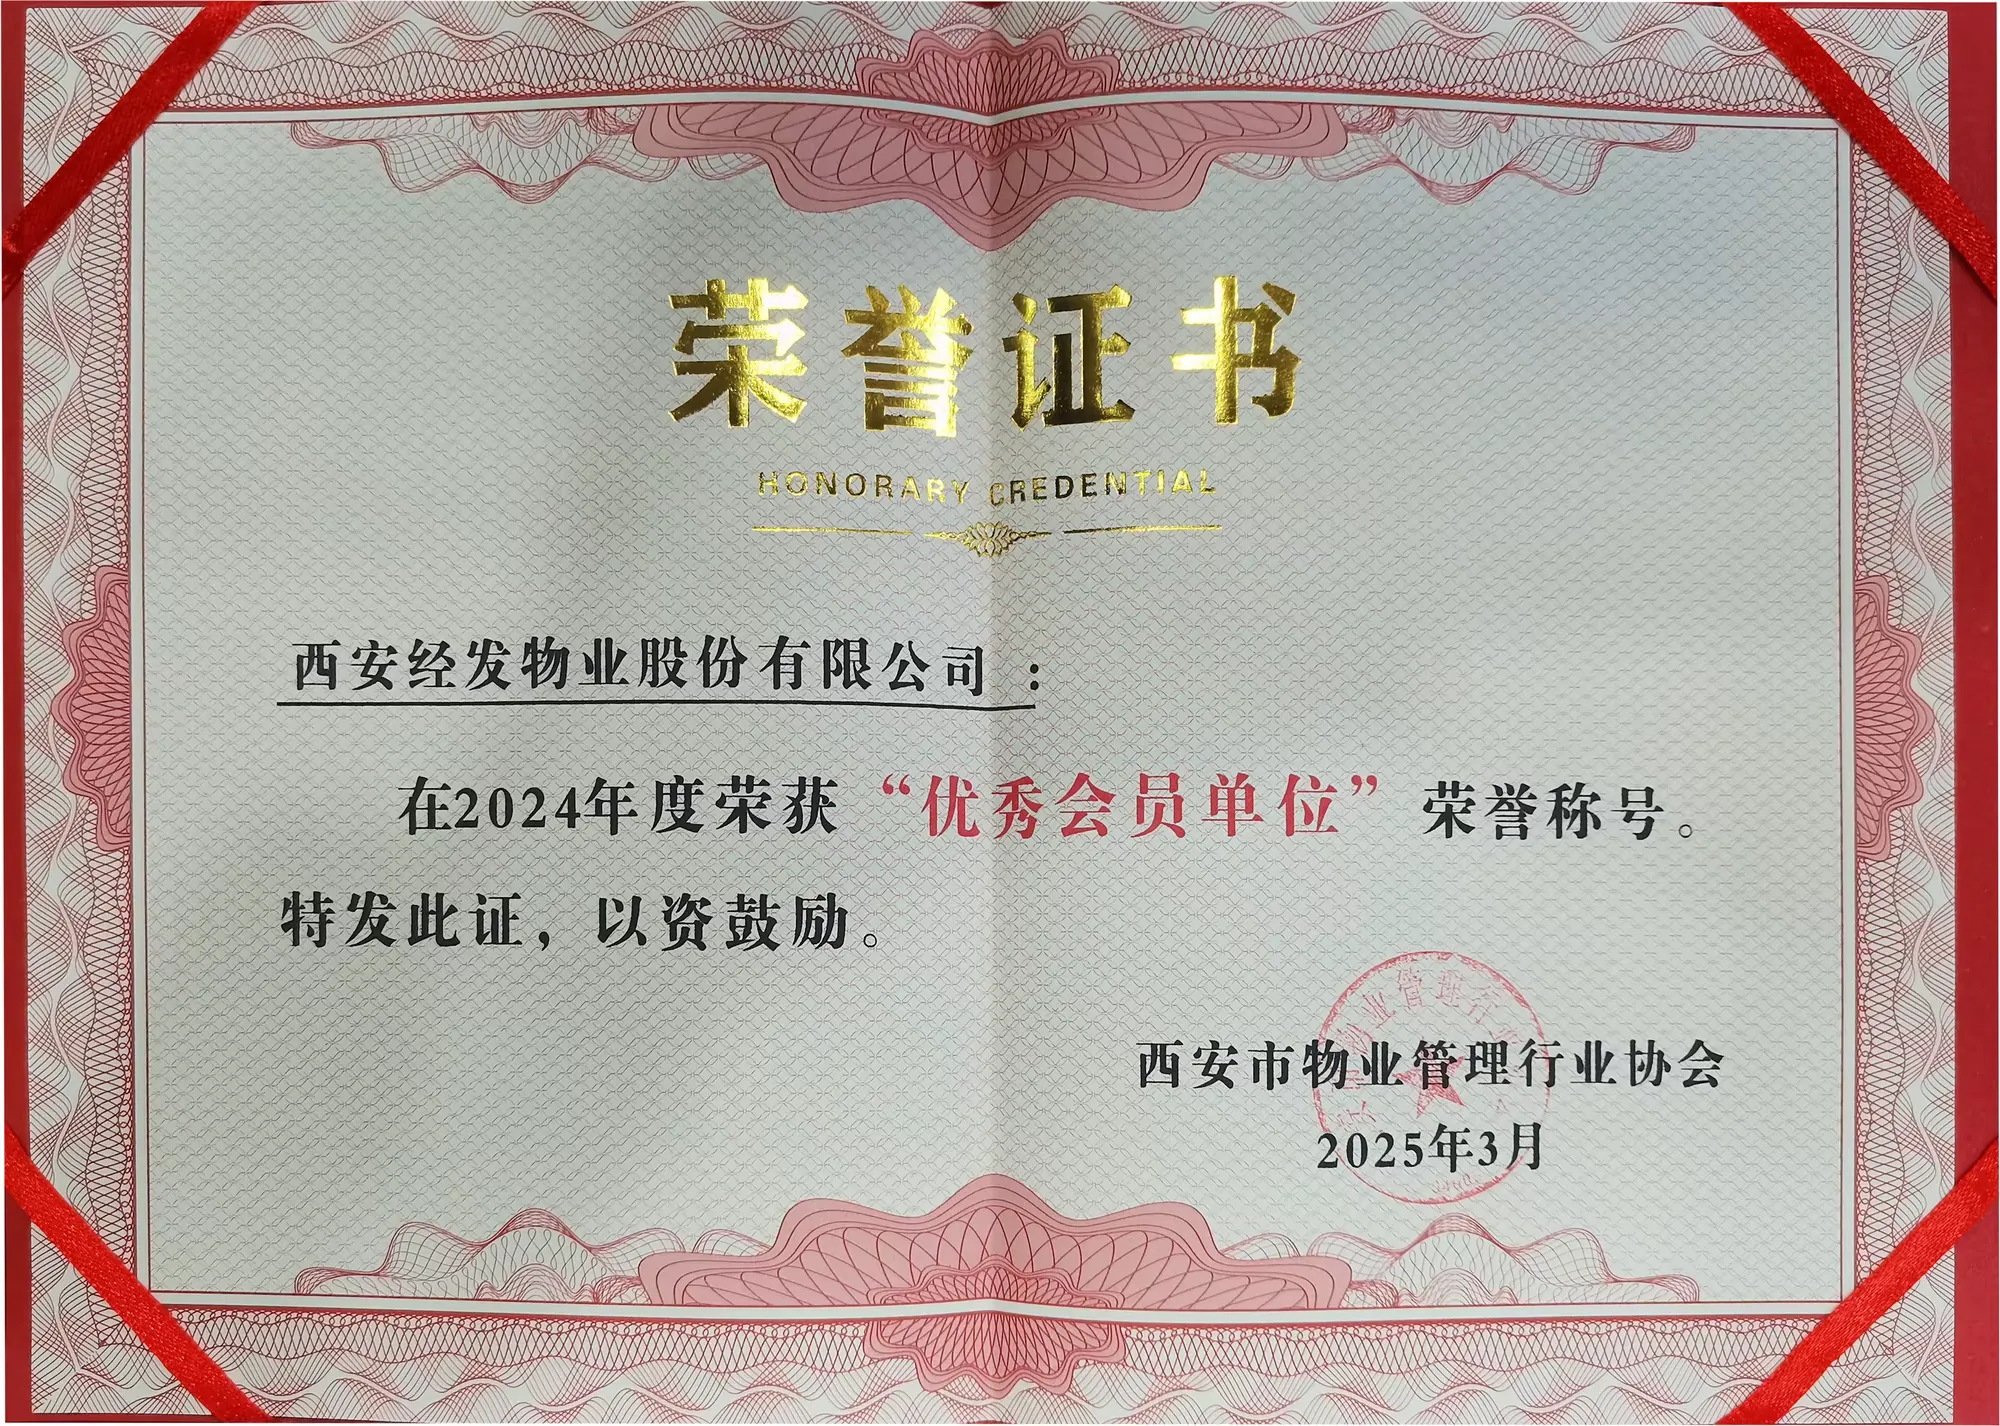 荣誉证书
HONORARY CREDENTIAL
西安经发物业股份有限公司：
在2024年度荣获“优秀会员单位”荣誉称号。
特发此证，以资鼓励。
西安市物业管理行业协会
2025年3月